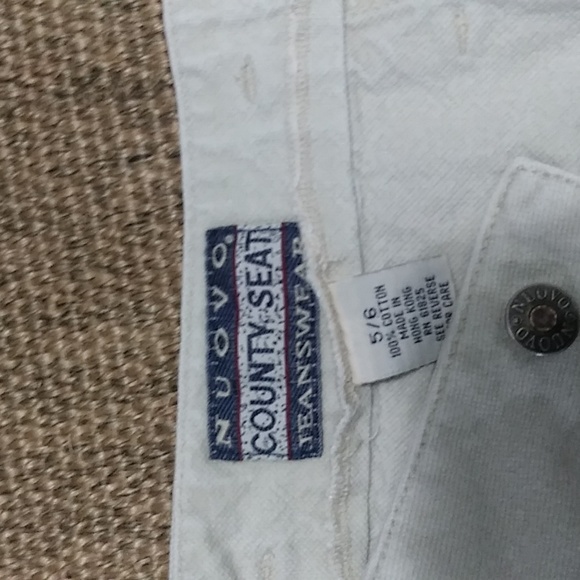 NUOVO.
COUNTY SEAT
JEANSWEAR
5/6
100% COTTON
MADE IN
HONG KONG
RN 61825
SEE REVERSE
FOR CARE
NUOVO • NUOVO •